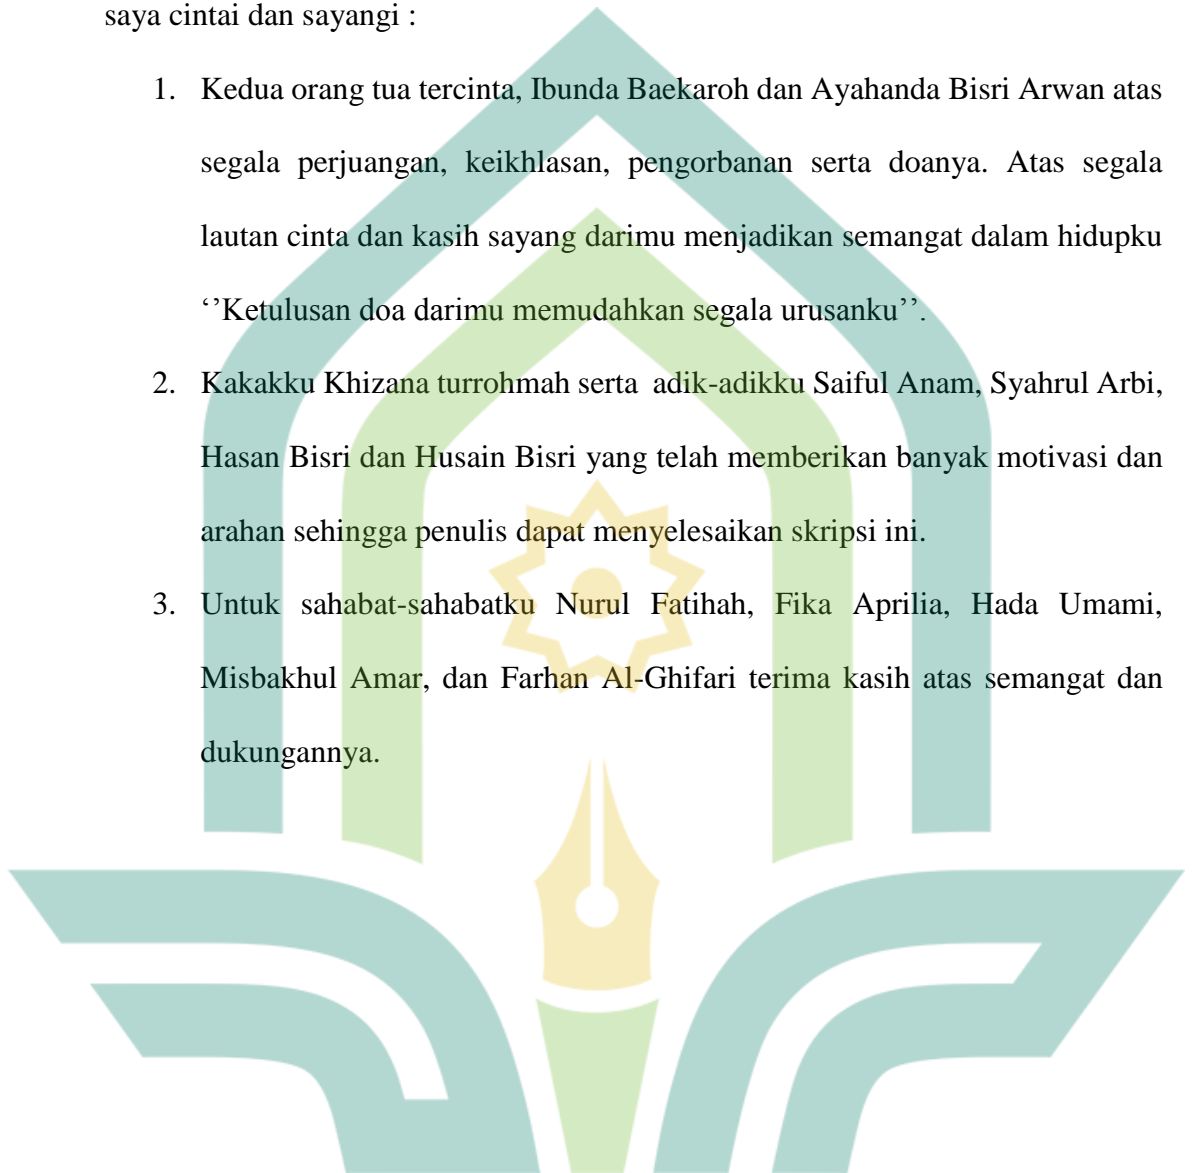 saya cintai dan sayangi :
1. Kedua orang tua tercinta, Ibunda Baekaroh dan Ayahanda Bisri Arwan atas
segala perjuangan, keikhlasan, pengorbanan serta doanya. Atas segala
lautan cinta dan kasih sayang darimu menjadikan semangat dalam hidupku
‘’Ketulusan doa darimu memudahkan segala urusanku’’.
2. Kakakku Khizana turrohmah serta  adik-adikku Saiful Anam, Syahrul Arbi,
Hasan Bisri dan Husain Bisri yang telah memberikan banyak motivasi dan
arahan sehingga penulis dapat menyelesaikan skripsi ini.
3. Untuk sahabat-sahabatku Nurul Fatihah, Fika Aprilia, Hada Umami,
Misbakhul Amar, dan Farhan Al-Ghifari terima kasih atas semangat dan
dukungannya.